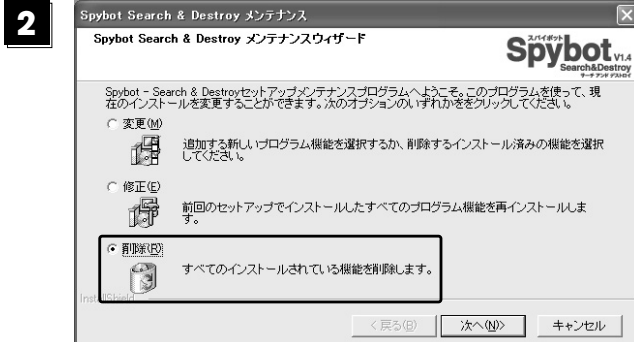 2
Spybot Search & Destroy メンテナンス
Spybot Search & Destroy メンテナンスウィザード
スパイボット
Spybot V1.4
Search&Destroy
サーチ アンド デストロイ
Spybot - Search & Destroyセットアップメンテナンスプログラムへようこそ。このプログラムを使って、現
在のインストールを変更することができます。次のオプションのいずれかををクリックしてください。
変更(M)
追加する新しいプログラム機能を選択するか、削除するインストール済みの機能を選択
してください。
修正(E)
前回のセットアップでインストールしたすべてのプログラム機能を再インストールしま
す。
削除(R)
すべてのインストールされている機能を削除します。
InstallShield
< 戻る(B)
次へ(N)>
キャンセル